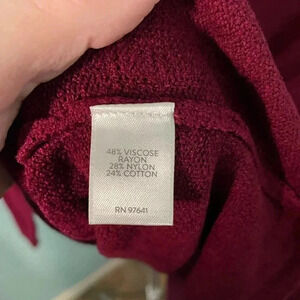 48% VISCOSE
RAYON
28% NYLON
24% COTTON
RN 97641